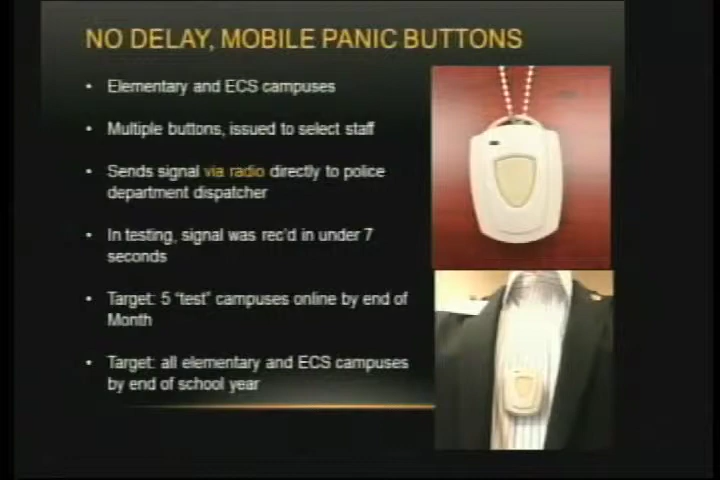 NO DELAY, MOBILE PANIC BUTTONS
• Elementary and ECS campuses
• Multiple buttons, issued to select staff
• Sends signal via radio directly to police
department dispatcher
• In testing, signal was rec'd in under 7
seconds
• Target: 5 "test" campuses online by end of
Month
• Target: all elementary and ECS campuses
by end of school year